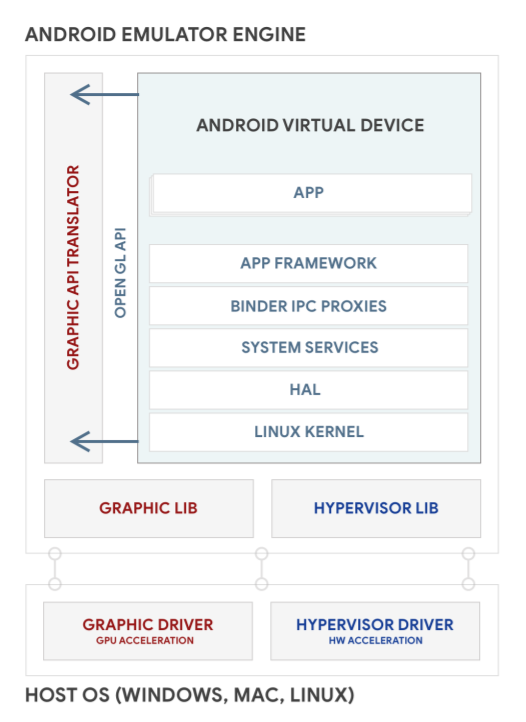 ANDROID EMULATOR ENGINE
GRAPHIC API TRANSLATOR
OPEN GL API
ANDROID VIRTUAL DEVICE
APP
APP FRAMEWORK
BINDER IPC PROXIES
SYSTEM SERVICES
HAL
LINUX KERNEL
GRAPHIC LIB
HYPERVISOR LIB
GRAPHIC DRIVER
GPU ACCELERATION
HYPERVISOR DRIVER
HW ACCELERATION
HOST OS (WINDOWS, MAC, LINUX)